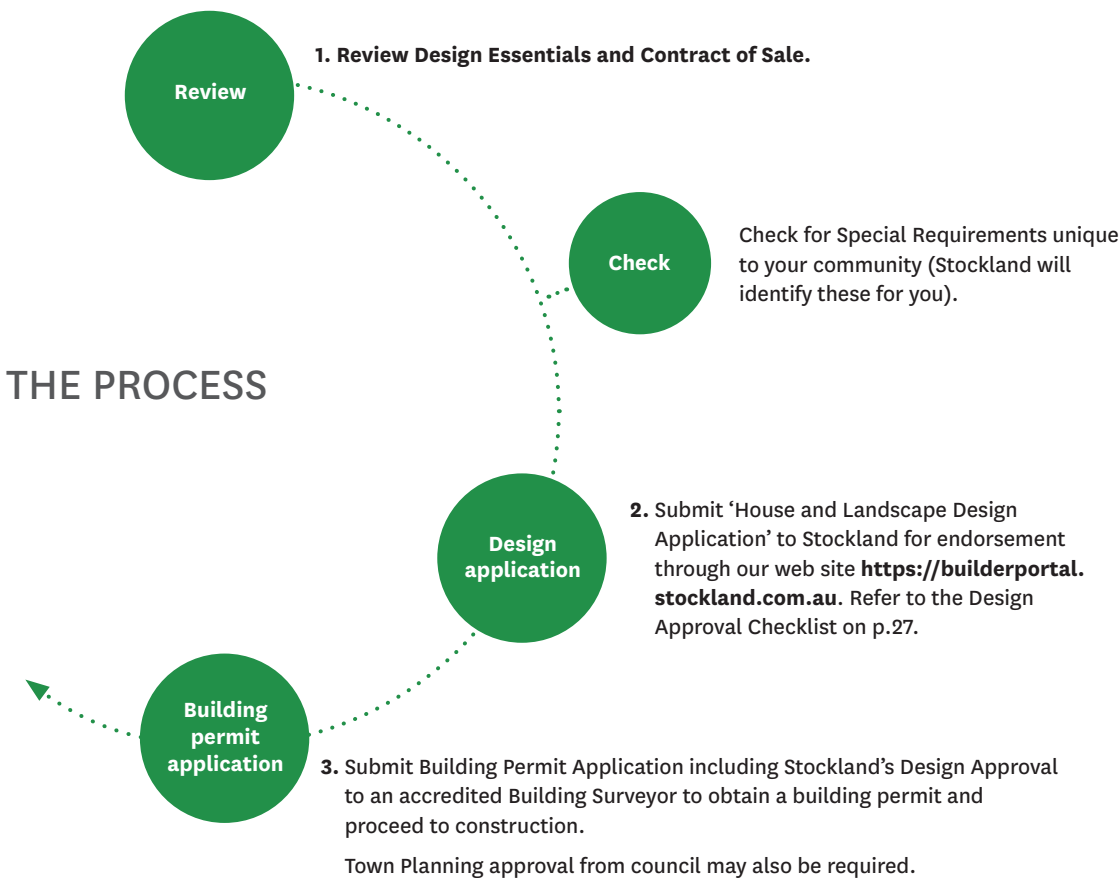 Review
1. Review Design Essentials and Contract of Sale.
Check
Check for Special Requirements unique
to your community (Stockland will
identify these for you).
THE PROCESS
Design
application
2. Submit ‘House and Landscape Design
Application’ to Stockland for endorsement
through our web site https://builderportal.
stockland.com.au. Refer to the Design
Approval Checklist on p.27.
Building
permit
application
3. Submit Building Permit Application including Stockland’s Design Approval
to an accredited Building Surveyor to obtain a building permit and
proceed to construction.
Town Planning approval from council may also be required.